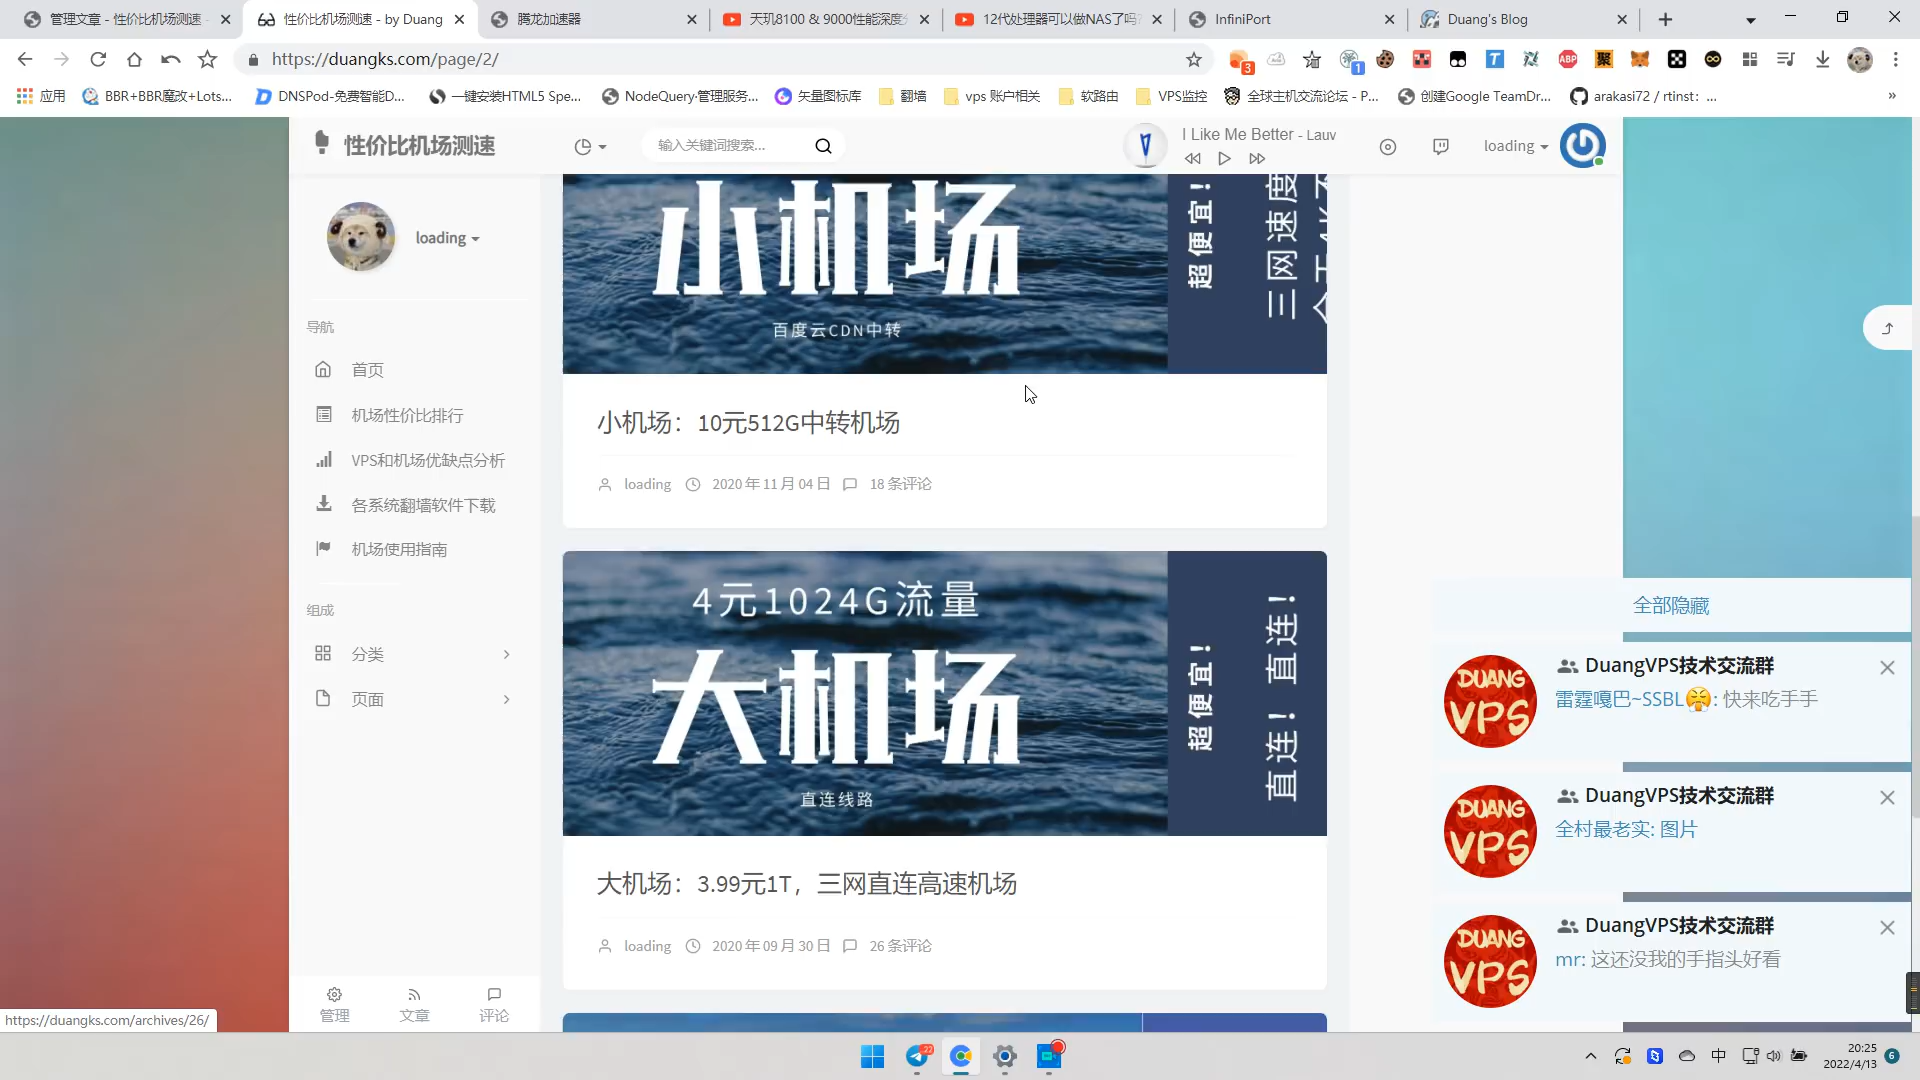 管理文章 - 性价比机场测速 -
性价比机场测速 - by Duang
腾龙加速器
天玑8100 & 9000性能深度
12代处理器可以做NAS了吗?
InfiniPort
Duang's Blog
https://duangks.com/page/2/
3
1
ABP
聚
应用
BBR+BBR魔改+Lots...
DNSPod-免费智能D...
一键安装HTML5 Spe...
NodeQuery·管理服务...
矢量图标库
翻墙
vps 账户相关
软路由
VPS监控
全球主机交流论坛 - P...
创建Google TeamDr...
arakasi72 / rtinst: ...
»
性价比机场测速
输入关键词搜索...
I Like Me Better - Lauv
loading
loading
导航
首页
机场性价比排行
VPS和机场优缺点分析
各系统翻墙软件下载
机场使用指南
组成
分类
页面
管理
文章
评论
小机场
百度云CDN中转
超便宜!
三网速度
小机场：10元512G中转机场
loading 2020 年 11 月 04 日 18 条评论
4元1024G流量
大机场
直连线路
超便宜!
直连! 直连!
大机场：3.99元1T，三网直连高速机场
loading 2020 年 09 月 30 日 26 条评论
全部隐藏
DUANG VPS
DuangVPS技术交流群
雷霆嘎巴~SSBL😤: 快来吃手手
DUANG VPS
DuangVPS技术交流群
全村最老实: 图片
DUANG VPS
DuangVPS技术交流群
mr: 这还没我的手指头好看
https://duangks.com/archives/26/
27
中
20:25
2022/4/13
6